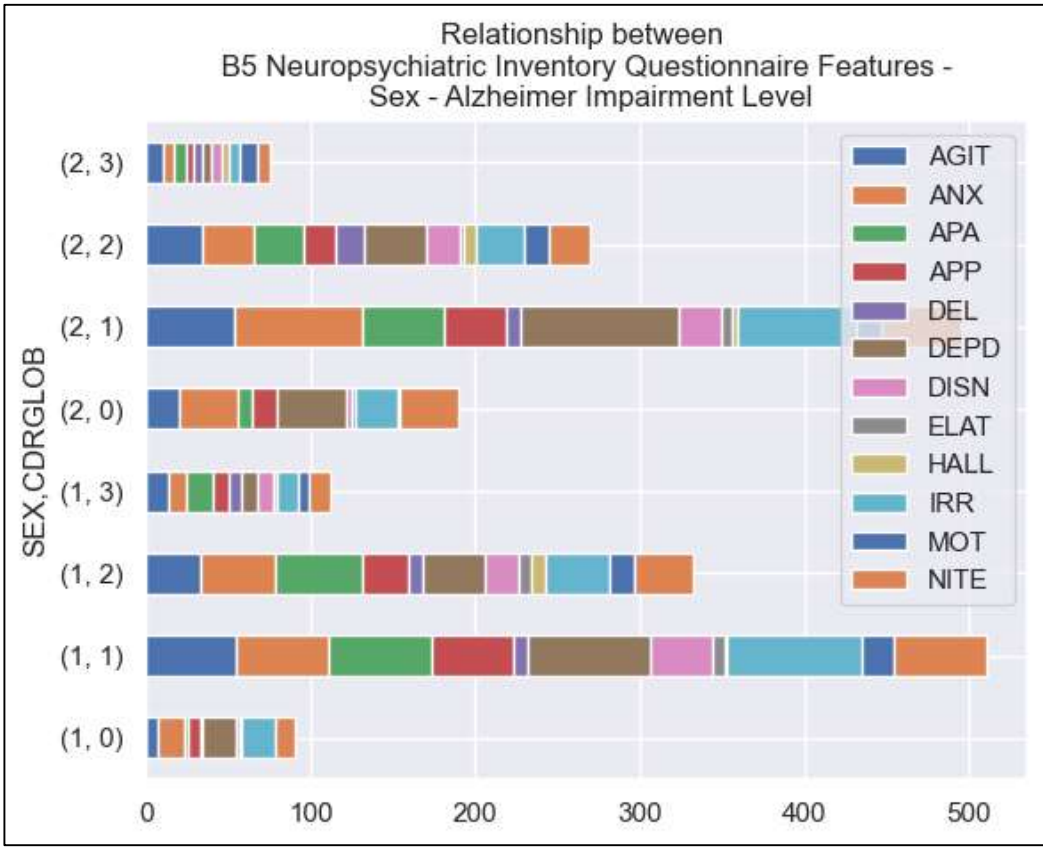 Relationship between
B5 Neuropsychiatric Inventory Questionnaire Features -
Sex - Alzheimer Impairment Level
SEX,CDRGLOB
(2, 3)
(2, 2)
(2, 1)
(2, 0)
(1, 3)
(1, 2)
(1, 1)
(1, 0)
0 100 200 300 400 500
AGIT
ANX
APA
APP
DEL
DEPD
DISN
ELAT
HALL
IRR
MOT
NITE